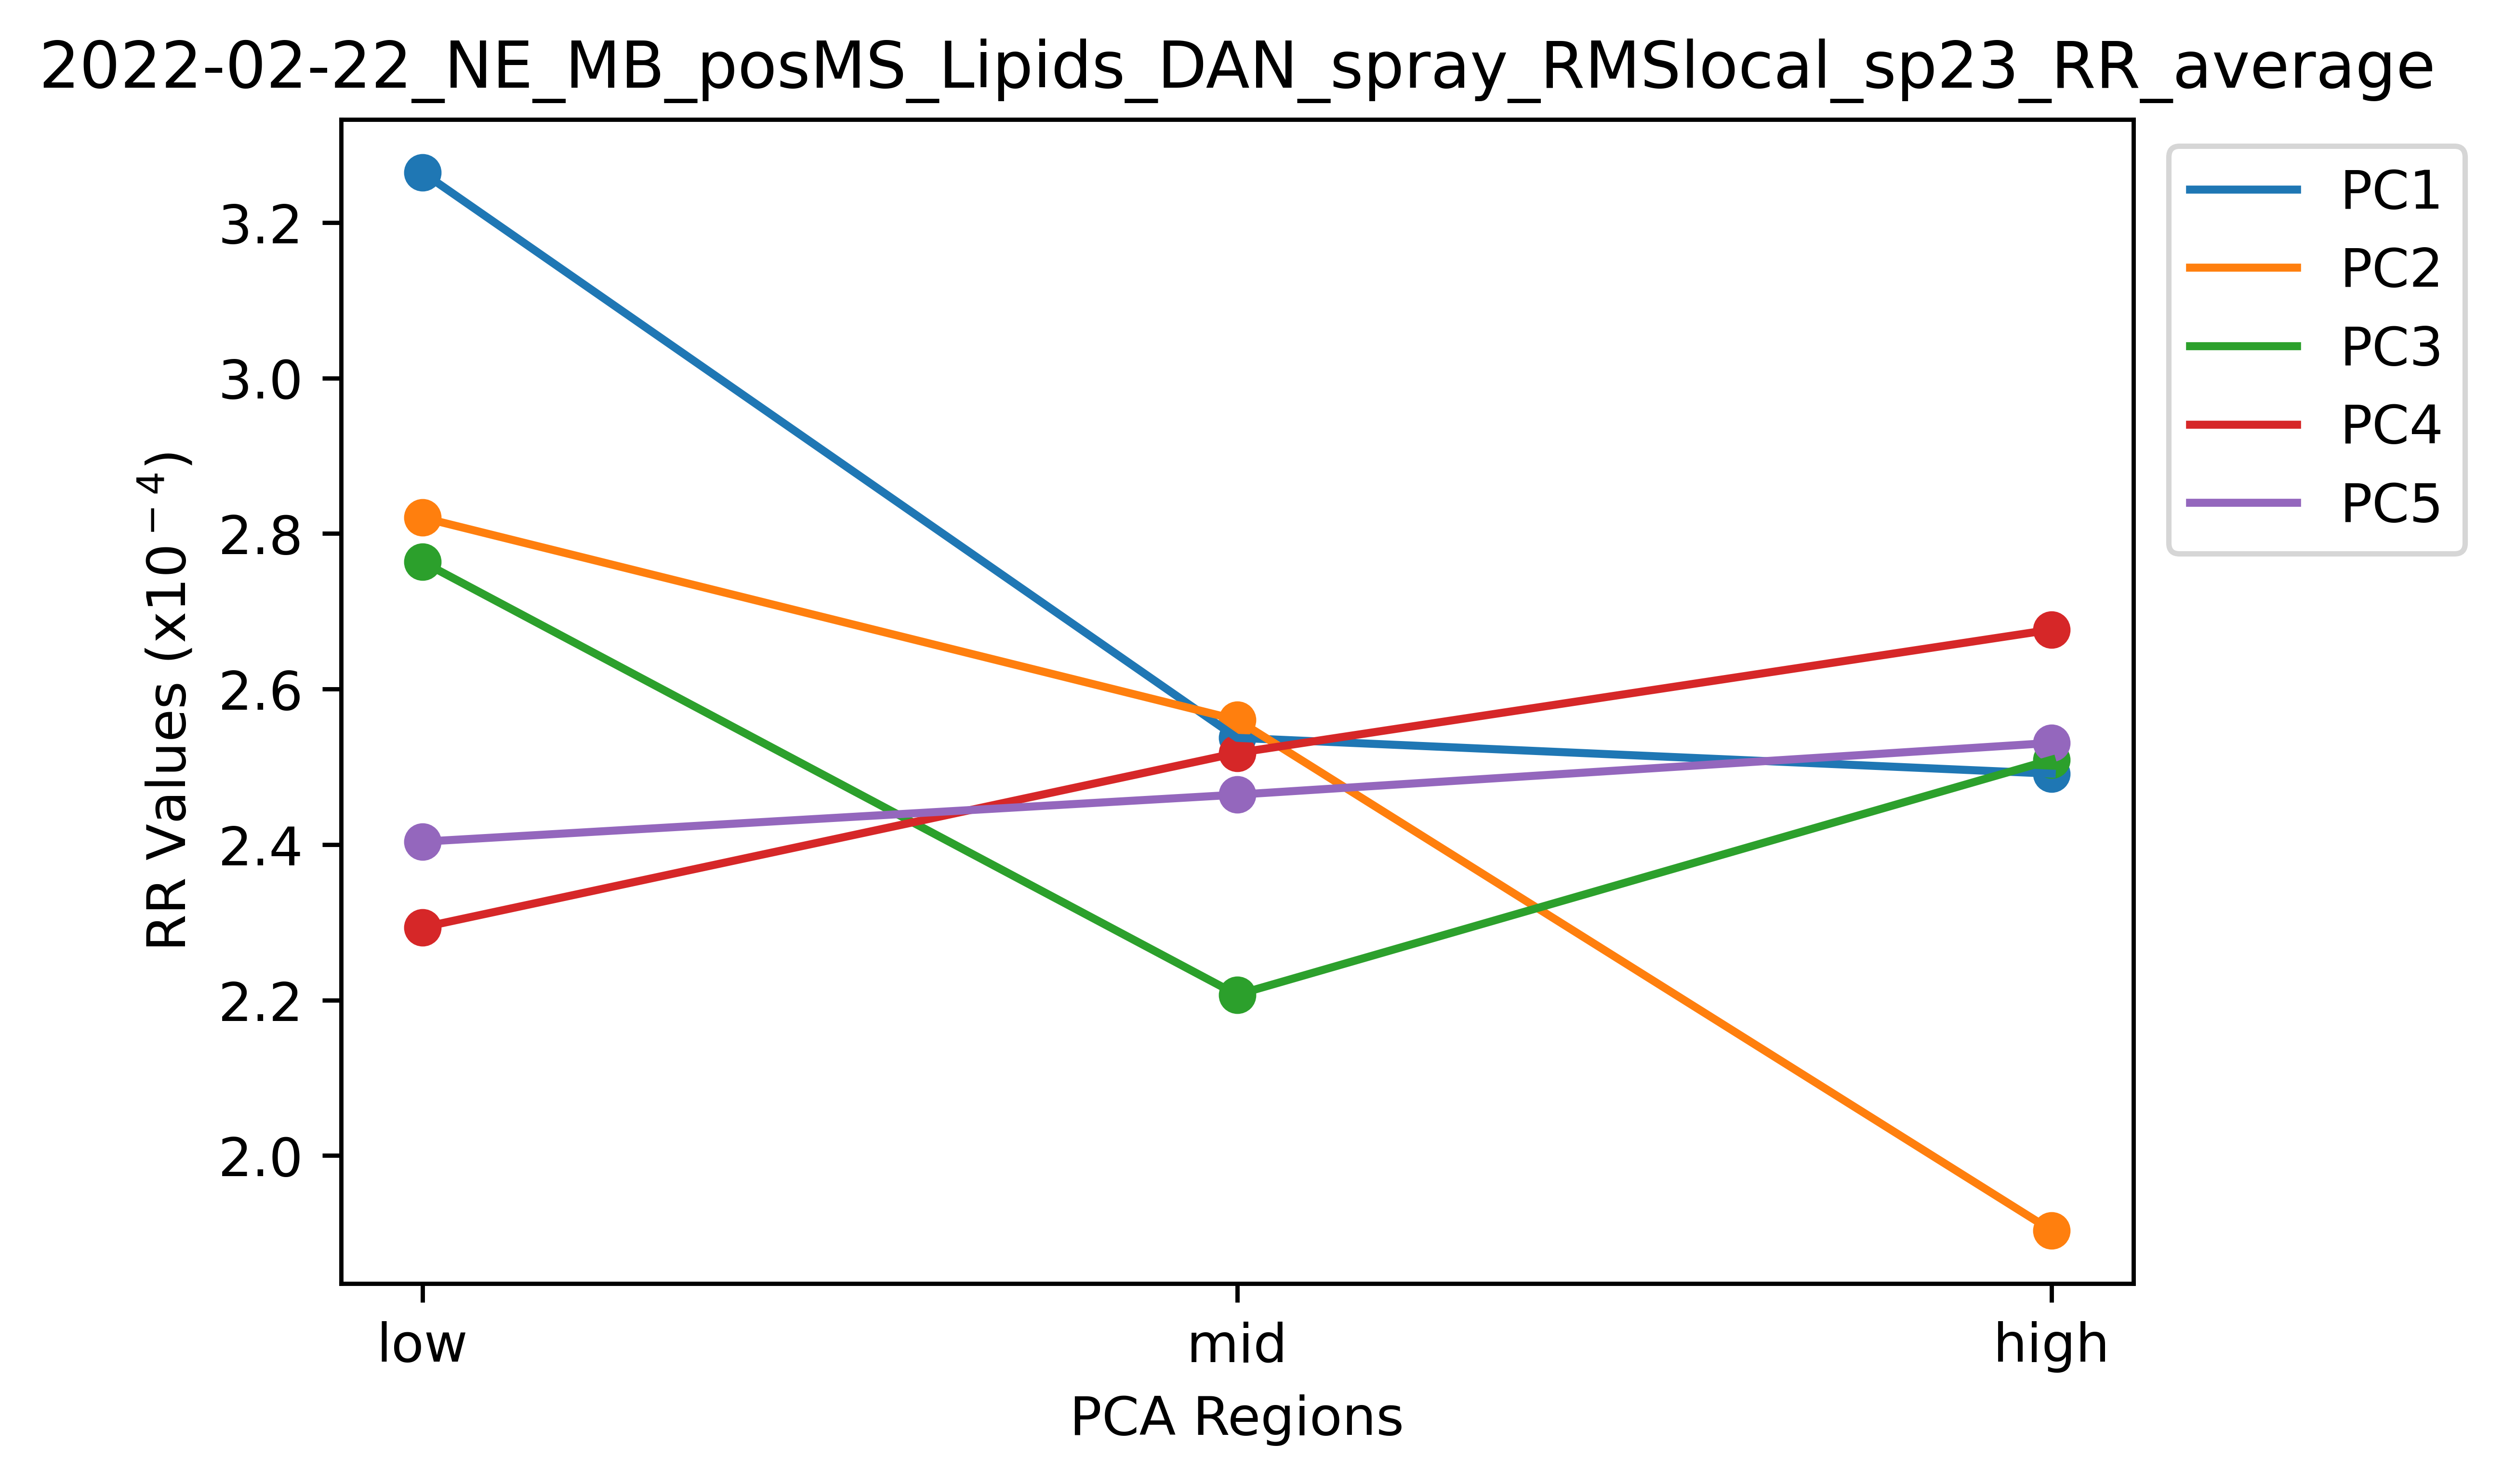 2022-02-22_NE_MB_posMS_Lipids_DAN_spray_RMSlocal_sp23_RR_average
RR Values (x10⁻⁴)
3.2
3.0
2.8
2.6
2.4
2.2
2.0
low
mid
high
PCA Regions
PC1
PC2
PC3
PC4
PC5